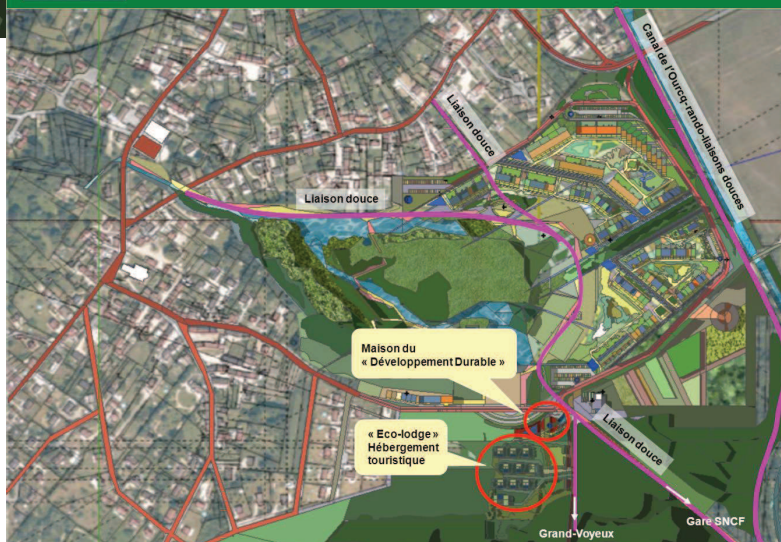 Canal de l'Ourcq-rando-liaisons douces
Liaison douce
Liaison douce
Maison du
« Développement Durable »
« Eco-lodge »
Hébergement
touristique
Liaison douce
Gare SNCF
Grand-Voyeux